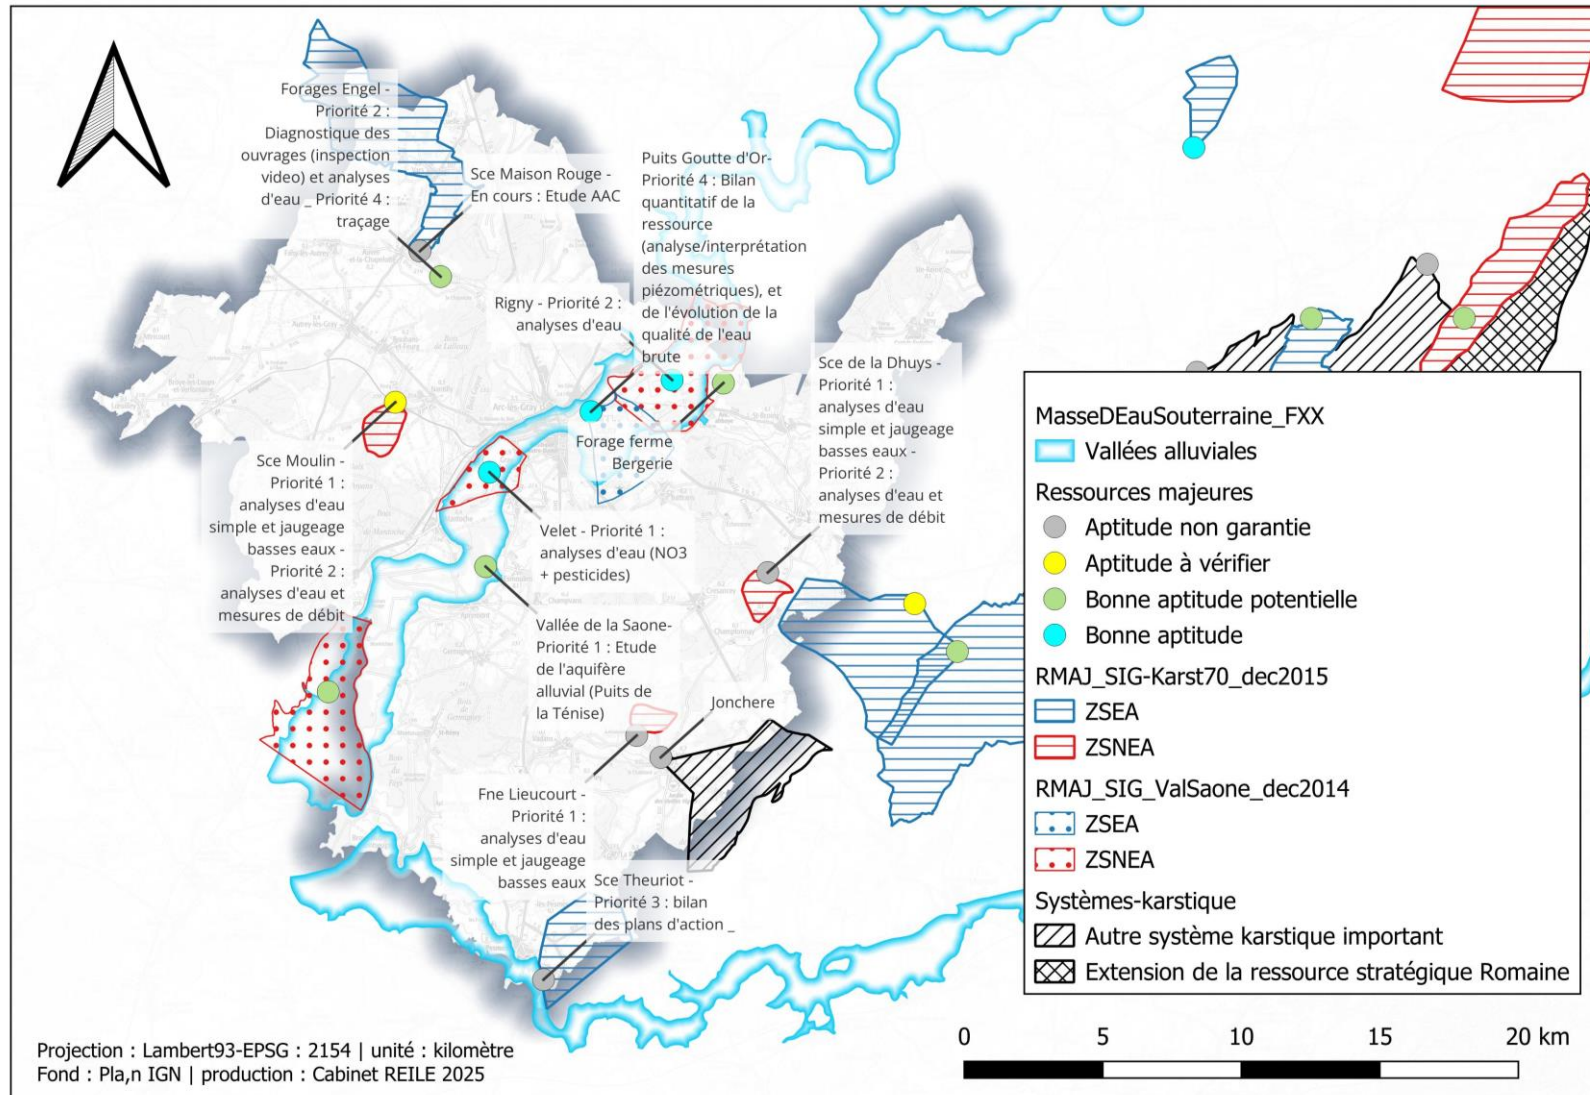 Forages Engel -
Priorité 2 :
Diagnostique des
ouvrages (inspection
video) et analyses
d'eau _ Priorité 4 :
traçage
Sce Maison Rouge -
En cours : Etude AAC
Puits Goutte d'Or-
Priorité 4 : Bilan
quantitatif de la
ressource
(analyse/interprétation
des mesures
piézométriques), et
de l'évolution de la
qualité de l'eau
brute
Rigny - Priorité 2 :
analyses d'eau
Sce de la Dhuys -
Priorité 1 :
analyses d'eau
simple et jaugeage
basses eaux -
Priorité 2 :
analyses d'eau et
mesures de débit
Forage ferme
Bergerie
Sce Moulin -
Priorité 1 :
analyses d'eau
simple et jaugeage
basses eaux -
Priorité 2 :
analyses d'eau et
mesures de débit
Velet - Priorité 1 :
analyses d'eau (NO3
+ pesticides)
Vallée de la Saone-
Priorité 1 : Etude
de l'aquifère
alluvial (Puits de
la Ténise)
Jonchere
Fne Lieucourt -
Priorité 1 :
analyses d'eau
simple et jaugeage
basses eaux
Sce Theuriot -
Priorité 3 : bilan
des plans d'action _
MasseDEauSouterraine_FXX
Vallées alluviales
Ressources majeures
Aptitude non garantie
Aptitude à vérifier
Bonne aptitude potentielle
Bonne aptitude
RMAJ_SIG-Karst70_dec2015
ZSEA
ZSNEA
RMAJ_SIG_ValSaone_dec2014
ZSEA
ZSNEA
Systèmes-karstique
Autre système karstique important
Extension de la ressource stratégique Romaine
0 5 10 15 20 km
Projection : Lambert93-EPSG : 2154 | unité : kilomètre
Fond : Pla,n IGN | production : Cabinet REILE 2025